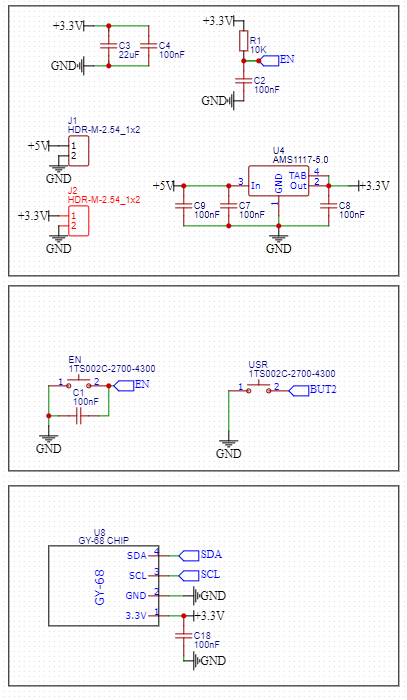 +3.3V
C3
22uF
C4
100nF
GND
+3.3V
R1
10K
EN
C2
100nF
GND
J1
HDR-M-2.54_1x2
+5V
1
2
GND
J2
HDR-M-2.54_1x2
+3.3V
1
2
GND
U4
AMS1117-5.0
+5V
3 In
GND
1
TAB 4
Out 2
+3.3V
C9
100nF
C7
100nF
C8
100nF
GND
EN
1TS002C-2700-4300
1 2
EN
C1
100nF
GND
USR
1TS002C-2700-4300
1 2
BUT2
GND
U8
GY-68 CHIP
GY-68
SDA 4 SDA
SCL 3 SCL
GND 2 GND
3.3V 1 +3.3V
C18
100nF
GND